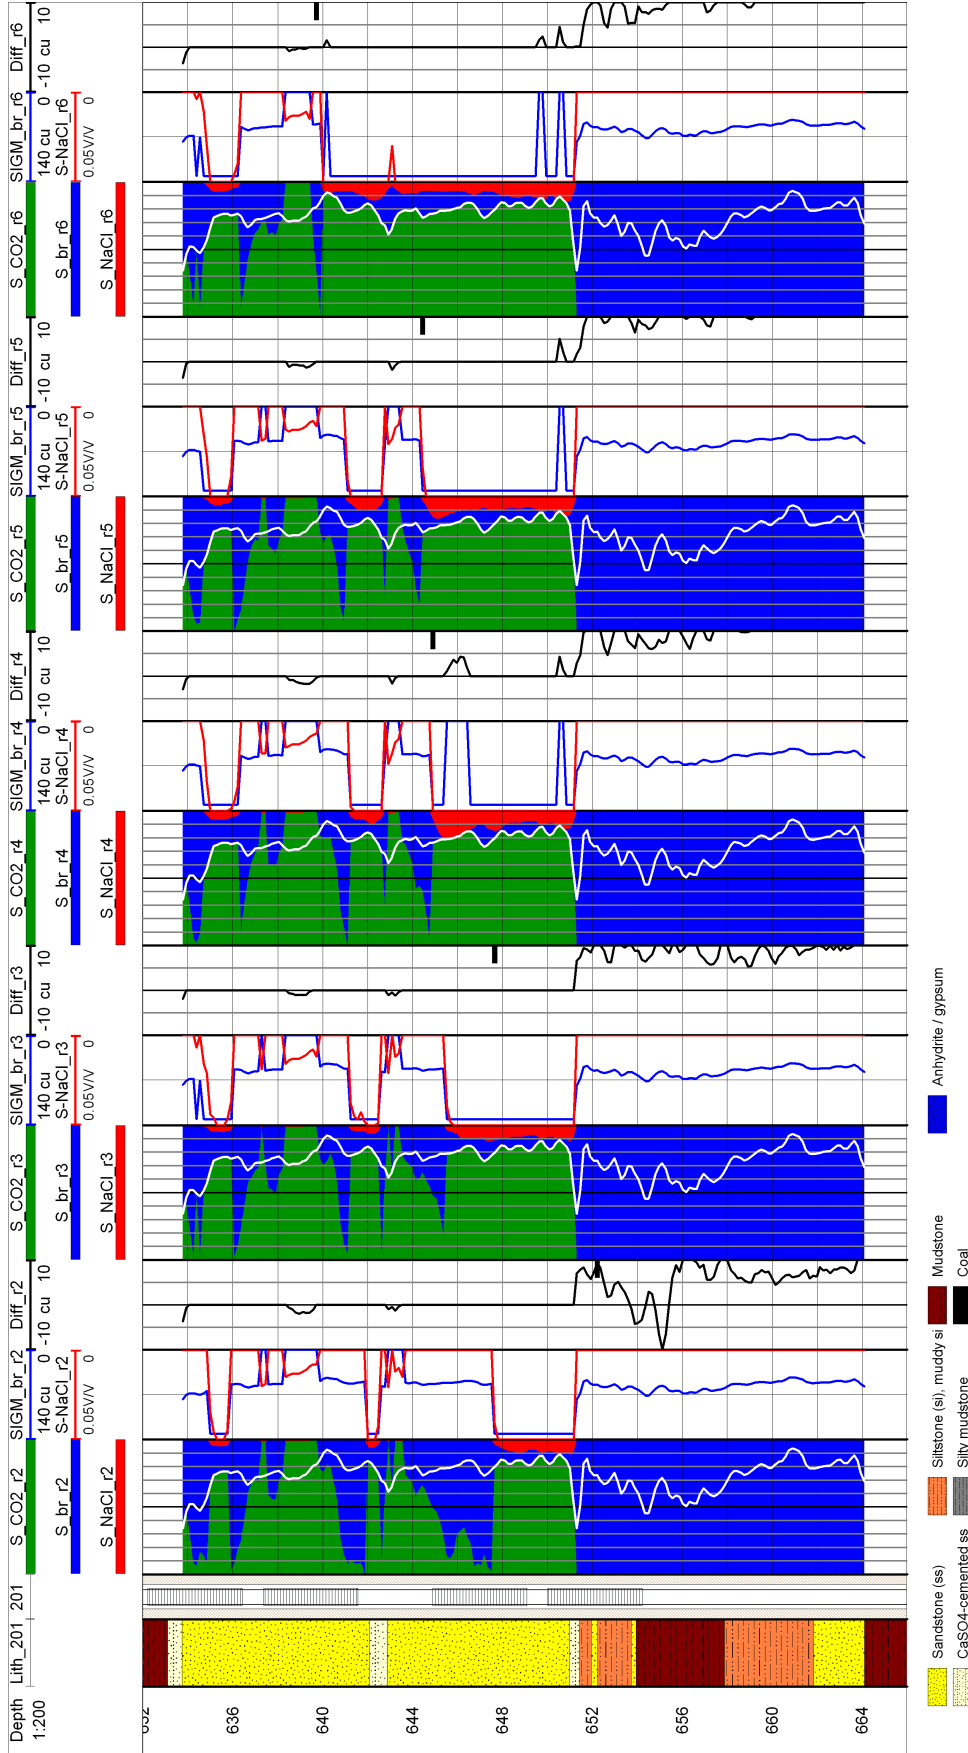 Depth
1:200
Lith_201
201
S_CO2_r2
S_br_r2
S_NaCl_r2
SIGM_br_r2
140 cu 0
S-NaCl_r2
0.05V/V 0
Diff_r2
-10 cu 10
S_CO2_r3
S_br_r3
S_NaCl_r3
SIGM_br_r3
140 cu 0
S-NaCl_r3
0.05V/V 0
Diff_r3
-10 cu 10
S_CO2_r4
S_br_r4
S_NaCl_r4
SIGM_br_r4
140 cu 0
S-NaCl_r4
0.05V/V 0
Diff_r4
-10 cu 10
S_CO2_r5
S_br_r5
S_NaCl_r5
SIGM_br_r5
140 cu 0
S-NaCl_r5
0.05V/V 0
Diff_r5
-10 cu 10
S_CO2_r6
S_br_r6
S_NaCl_r6
SIGM_br_r6
140 cu 0
S-NaCl_r6
0.05V/V 0
Diff_r6
-10 cu 10
636
640
644
648
652
656
660
664
Sandstone (ss)
Siltstone (si), muddy si
Mudstone
Anhydrite / gypsum
CaSO4-cemented ss
Silty mudstone
Coal